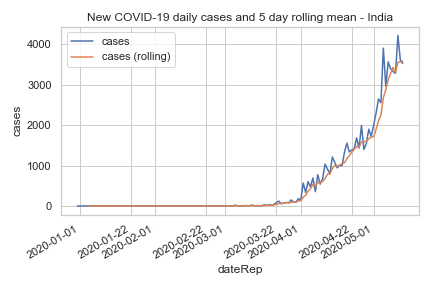 New COVID-19 daily cases and 5 day rolling mean - India
cases
cases (rolling)
cases
4000
3000
2000
1000
0
2020-01-01
2020-01-22
2020-02-01
2020-02-22
2020-03-01
2020-03-22
2020-04-01
2020-04-22
2020-05-01
dateRep